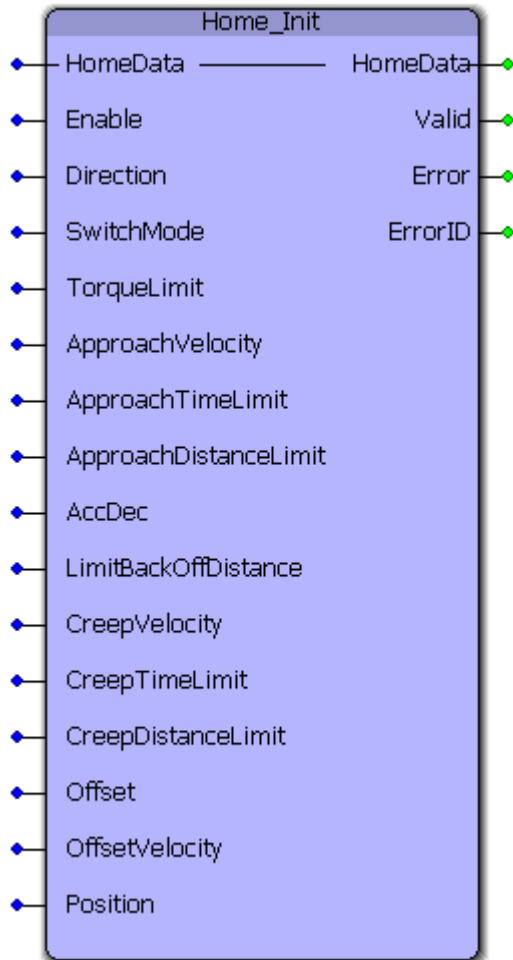 Home_Init
HomeData HomeData
Enable Valid
Direction Error
SwitchMode ErrorID
TorqueLimit
ApproachVelocity
ApproachTimeLimit
ApproachDistanceLimit
AccDec
LimitBackOffDistance
CreepVelocity
CreepTimeLimit
CreepDistanceLimit
Offset
OffsetVelocity
Position